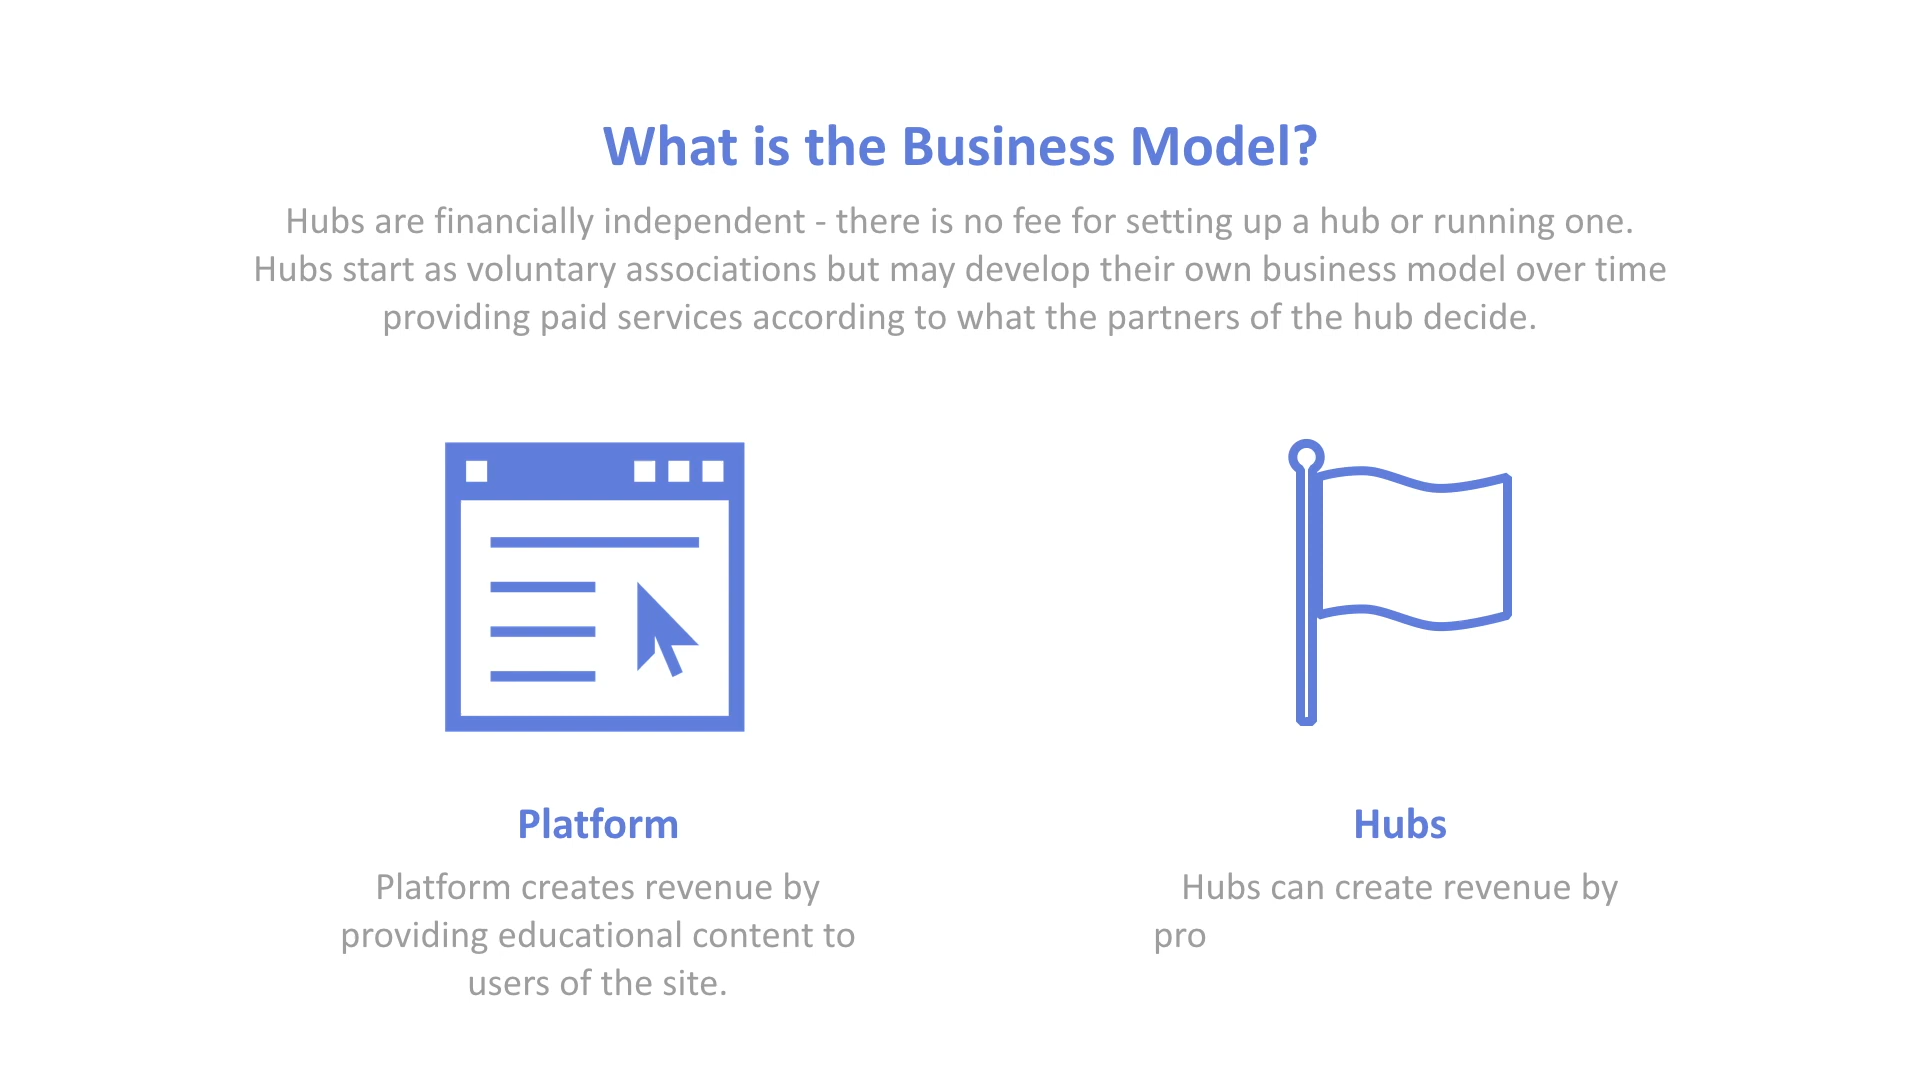 What is the Business Model?
Hubs are financially independent - there is no fee for setting up a hub or running one.
Hubs start as voluntary associations but may develop their own business model over time
providing paid services according to what the partners of the hub decide.
Platform
Platform creates revenue by
providing educational content to
users of the site.
Hubs
Hubs can create revenue by
pro